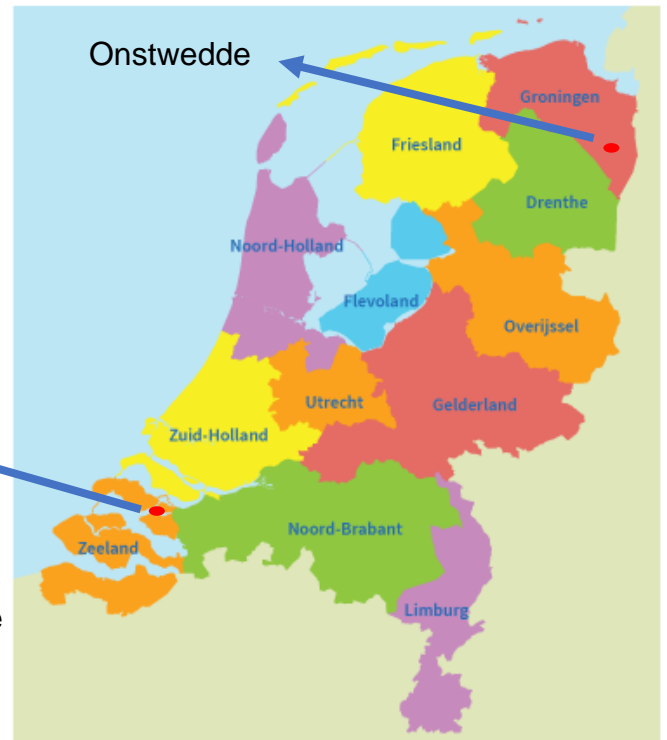 Onstwedde
Groningen
Friesland
Drenthe
Noord-Holland
Flevoland
Overijssel
Utrecht
Gelderland
Zuid-Holland
Noord-Brabant
Zeeland
Limburg